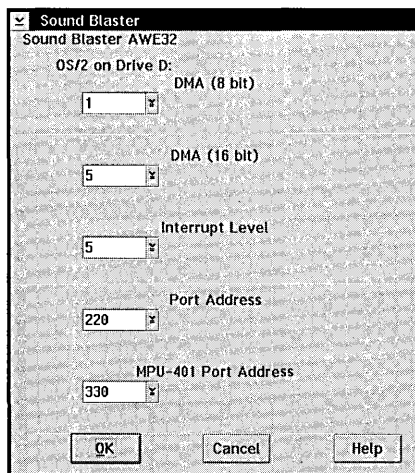 Sound Blaster
Sound Blaster AWE32
OS/2 on Drive D:
DMA (8 bit)
1
DMA (16 bit)
5
Interrupt Level
5
Port Address
220
MPU-401 Port Address
330
OK
Cancel
Help